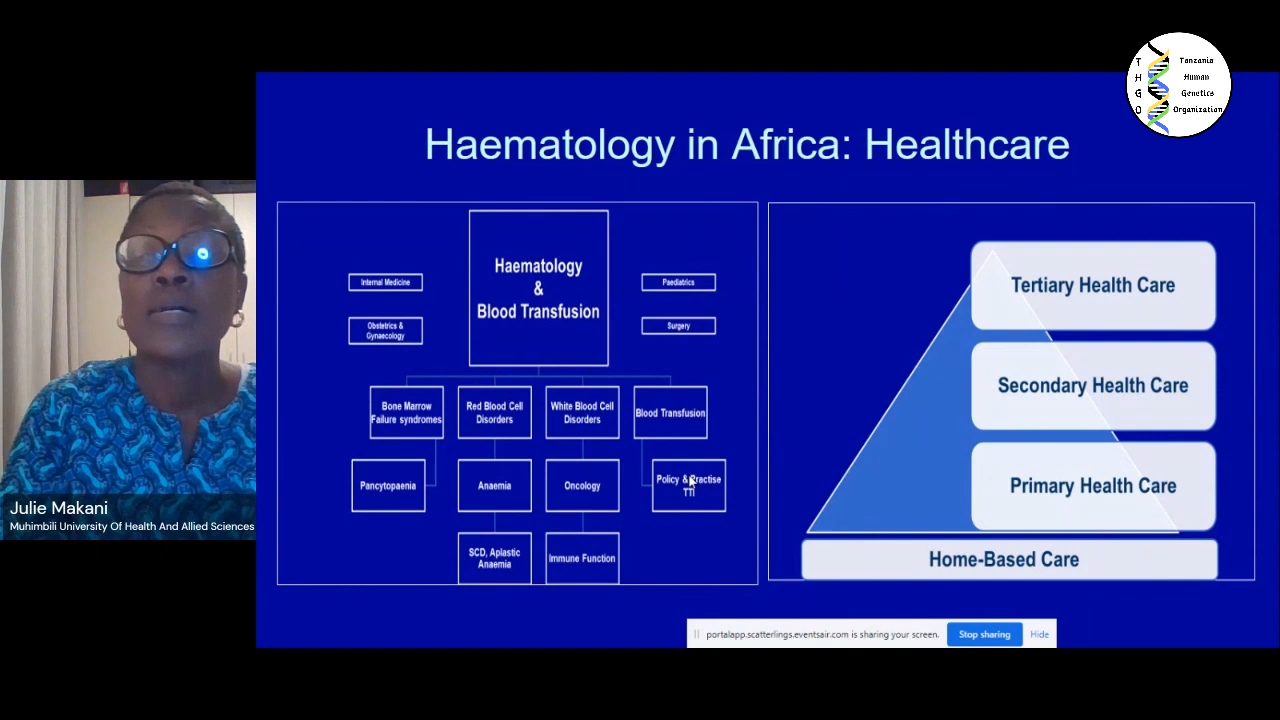 T Tanzania
H Human
G Genetics
O Organization
Haematology in Africa: Healthcare
Haematology
&
Blood Transfusion
Internal Medicine
Obstetrics &
Gynaecology
Paediatrics
Surgery
Bone Marrow
Failure syndromes
Red Blood Cell
Disorders
White Blood Cell
Disorders
Blood Transfusion
Pancytopaenia
Anaemia
Oncology
Policy & Practise
TTI
SCD, Aplastic
Anaemia
Immune Function
Tertiary Health Care
Secondary Health Care
Primary Health Care
Home-Based Care
Julie Makani
Muhimbili University Of Health And Allied Sciences
portalapp.scatterlings.eventsair.com is sharing your screen.
Stop sharing
Hide